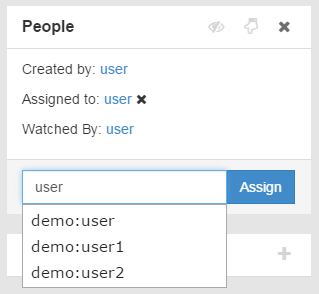 People
Created by: user
Assigned to: user ✖
Watched By: user
user Assign
demo:user
demo:user1
demo:user2